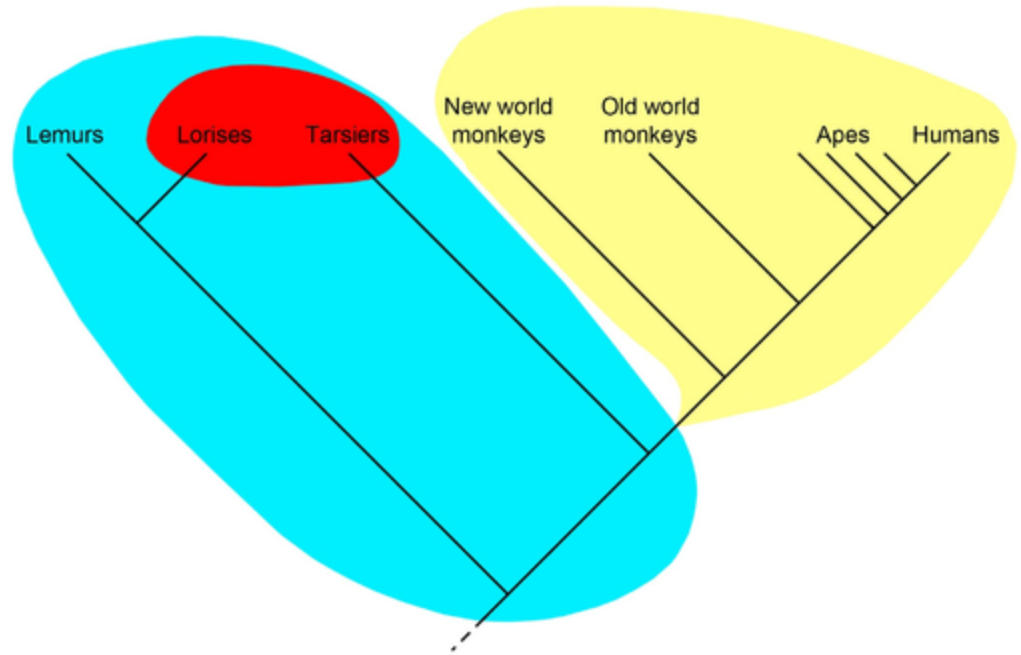 New world
monkeys
Old world
monkeys
Lemurs
Lorises
Tarsiers
Apes
Humans